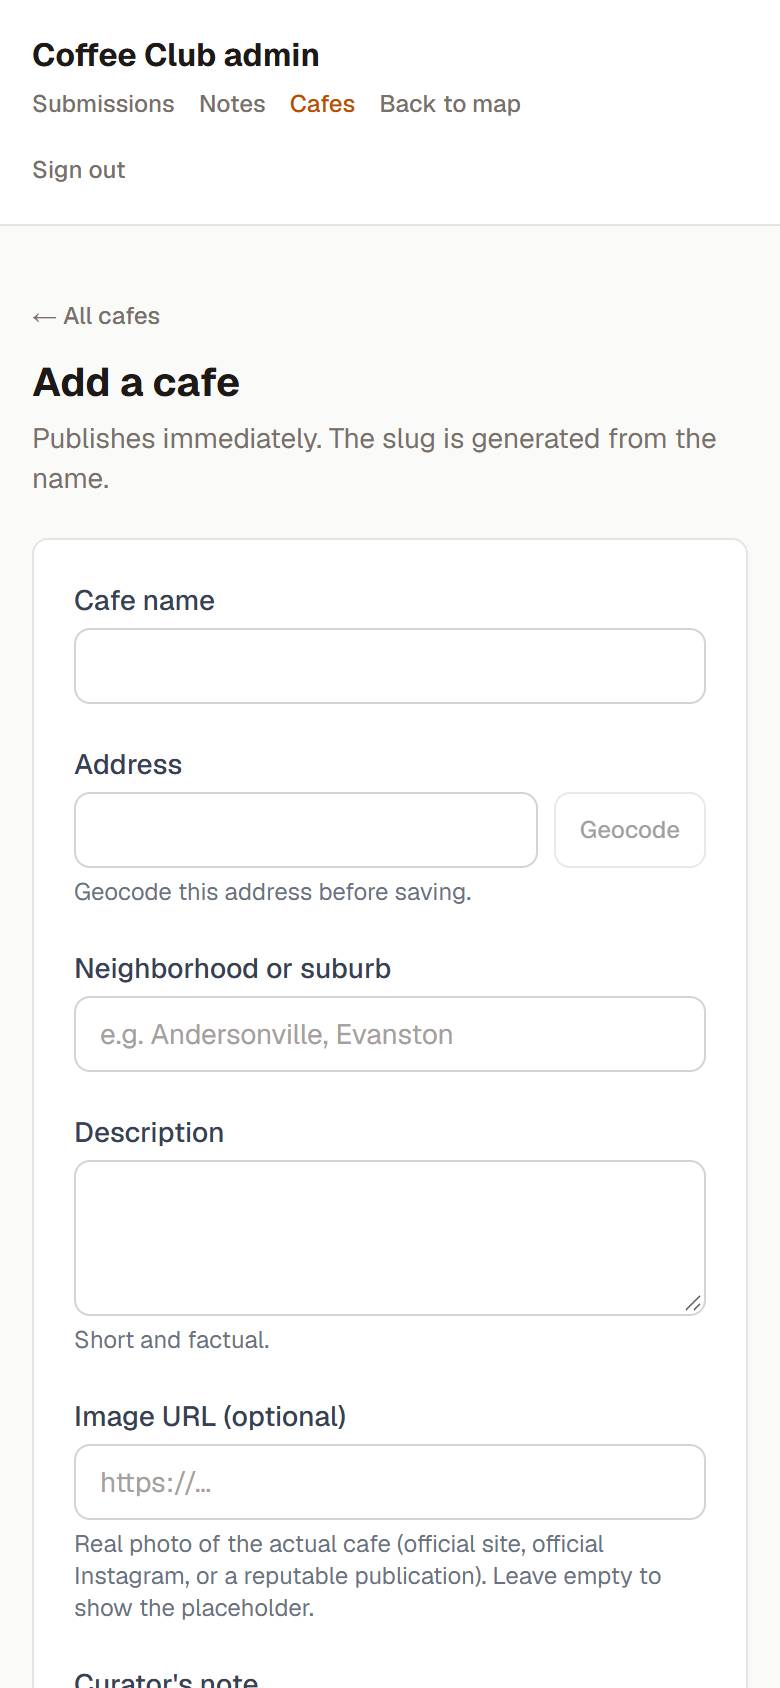 Coffee Club admin
Submissions Notes Cafes Back to map
Sign out
← All cafes
Add a cafe
Publishes immediately. The slug is generated from the
name.
Cafe name
Address
Geocode
Geocode this address before saving.
Neighborhood or suburb
e.g. Andersonville, Evanston
Description
Short and factual.
Image URL (optional)
https://...
Real photo of the actual cafe (official site, official
Instagram, or a reputable publication). Leave empty to
show the placeholder.
Curator's note